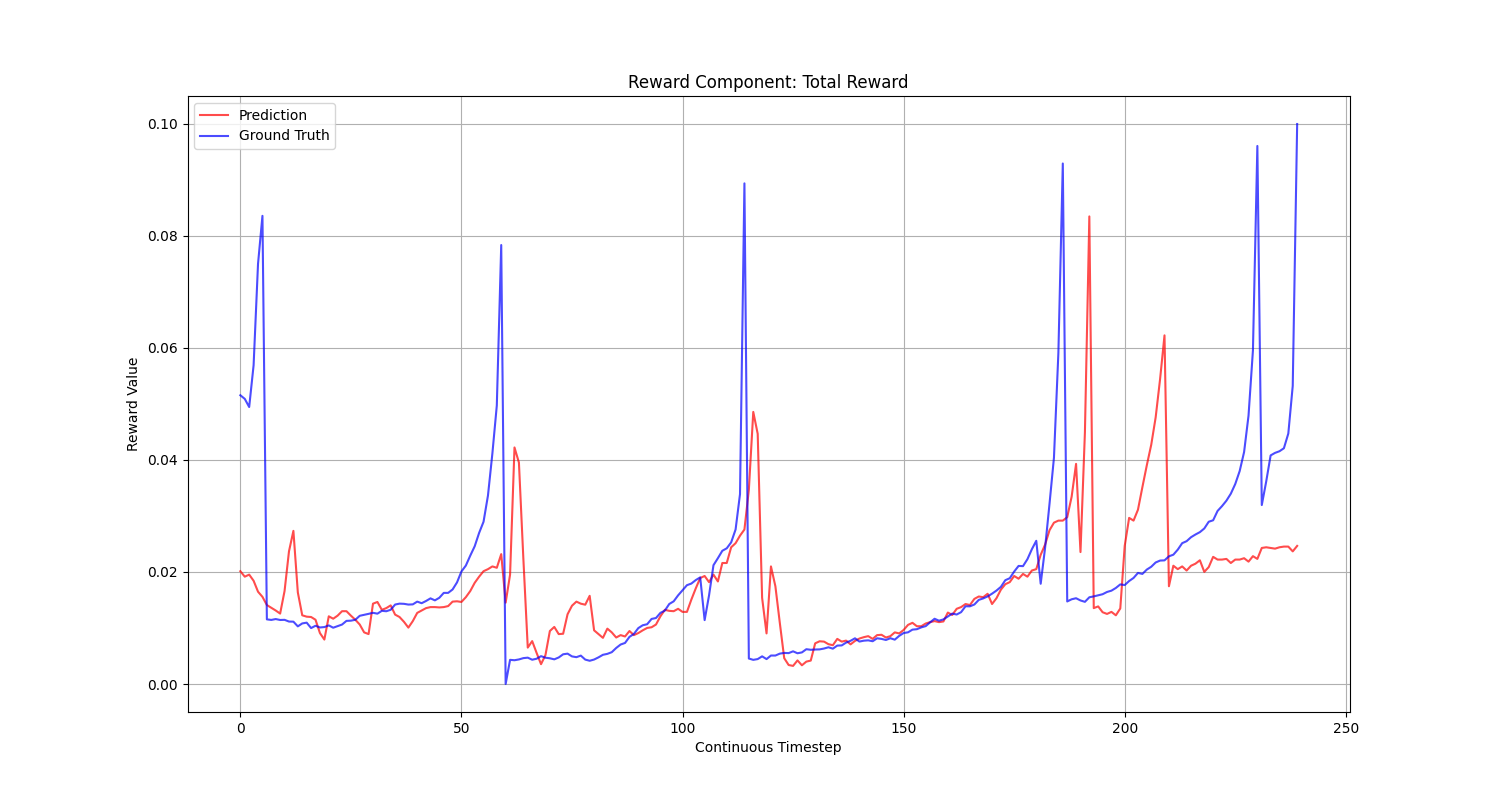 Reward Component: Total Reward
Prediction
Ground Truth
Reward Value
0.10
0.08
0.06
0.04
0.02
0.00
0 50 100 150 200 250
Continuous Timestep